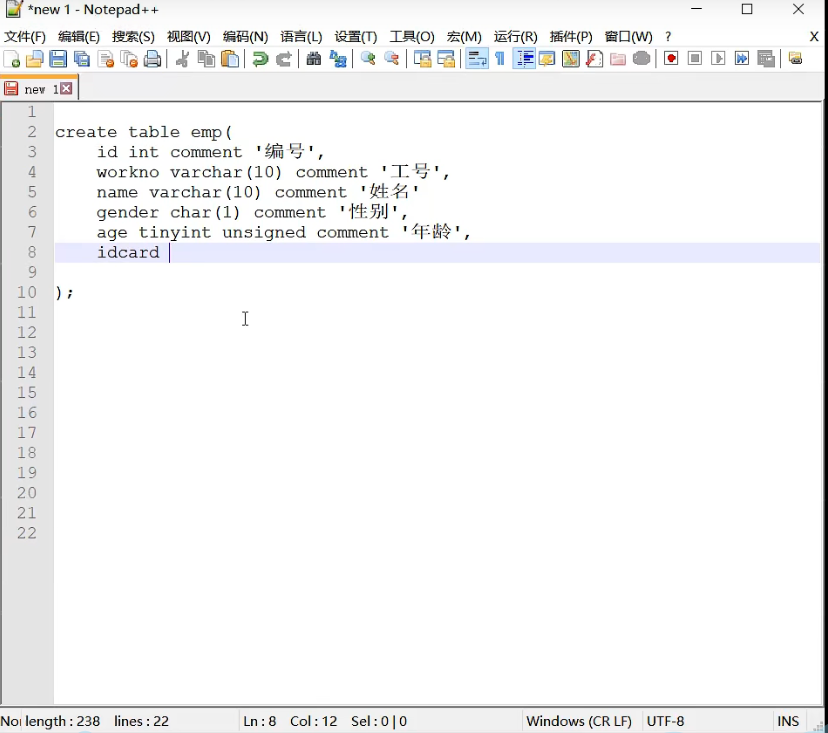 *new 1 - Notepad++
文件(F) 编辑(E) 搜索(S) 视图(V) 编码(N) 语言(L) 设置(T) 工具(O) 宏(M) 运行(R) 插件(P) 窗口(W) ? X
new 1
1
2 create table emp(
3 id int comment '编号',
4 workno varchar(10) comment '工号',
5 name varchar(10) comment '姓名'
6 gender char(1) comment '性别',
7 age tinyint unsigned comment '年龄',
8 idcard
9
10 );
11
12
13
14
15
16
17
18
19
20
21
22
length : 238 lines : 22 Ln : 8 Col : 12 Sel : 0 | 0 Windows (CR LF) UTF-8 INS